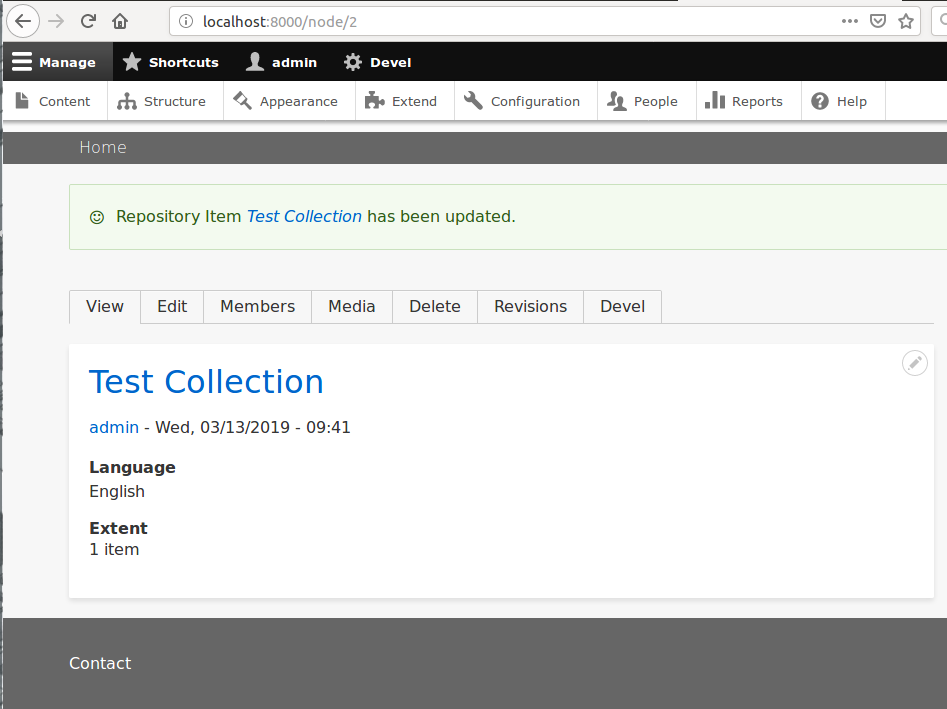 localhost:8000/node/2
Manage Shortcuts admin Devel
Content Structure Appearance Extend Configuration People Reports Help
Home
Repository Item Test Collection has been updated.
View Edit Members Media Delete Revisions Devel
Test Collection
admin - Wed, 03/13/2019 - 09:41
Language
English
Extent
1 item
Contact